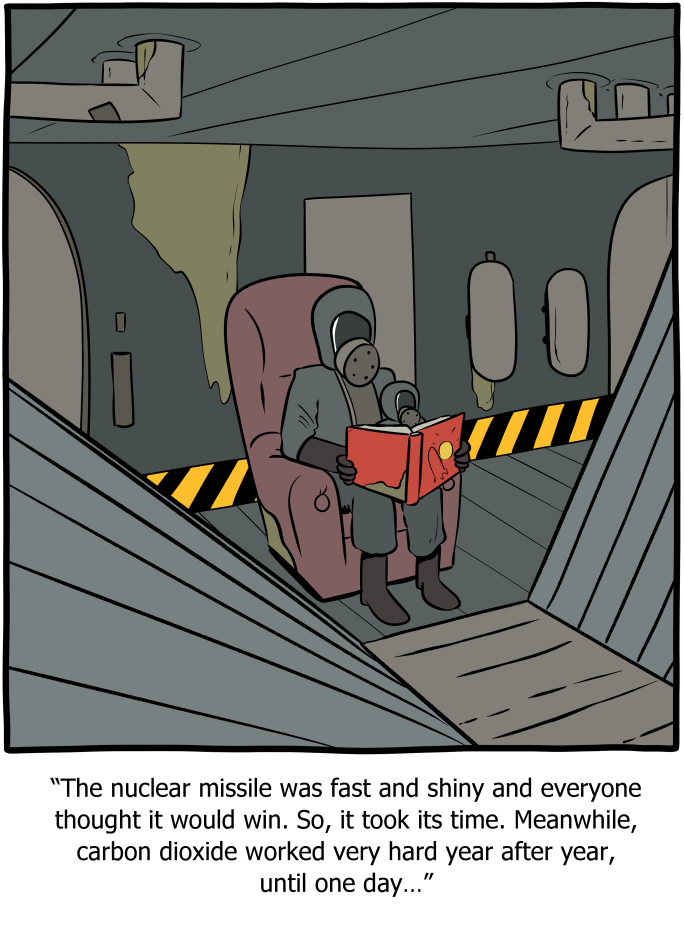 “The nuclear missile was fast and shiny and everyone
thought it would win. So, it took its time. Meanwhile,
carbon dioxide worked very hard year after year,
until one day…”